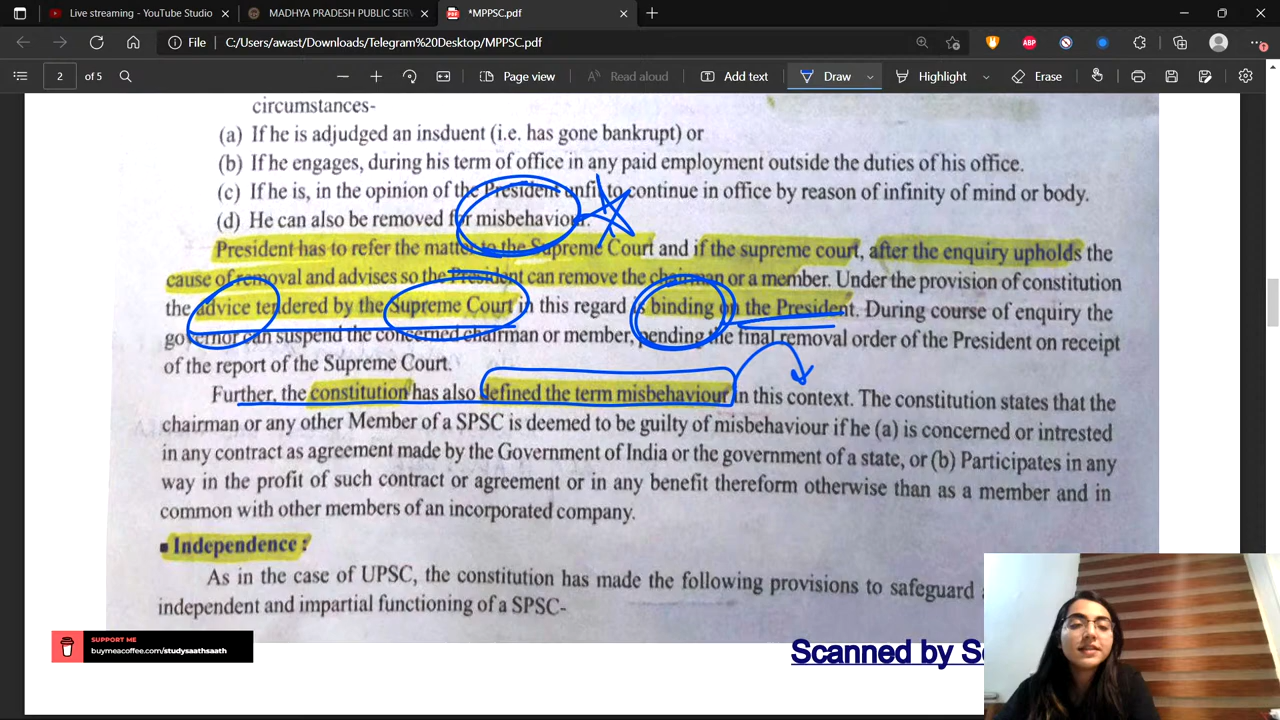 Live streaming - YouTube Studio
MADHYA PRADESH PUBLIC SER
*MPPSC.pdf
File
C:/Users/awast/Downloads/Telegram%20Desktop/MPPSC.pdf
2 of 5
Page view
Read aloud
Add text
Draw
Highlight
Erase
circumstances-
(a) If he is adjudged an insduent (i.e. has gone bankrupt) or
(b) If he engages, during his term of office in any paid employment outside the duties of his office.
(c) If he is, in the opinion of the President unfit to continue in office by reason of infinity of mind or body.
(d) He can also be removed for misbehaviour.
President has to refer the matter to the Supreme Court and if the supreme court, after the enquiry upholds the
cause of removal and advises so the President can remove the chairman or a member. Under the provision of constitution
the advice tendered by the Supreme Court in this regard is binding on the President. During course of enquiry the
governor can suspend the concerned chairman or member, pending the final removal order of the President on receipt
of the report of the Supreme Court.
Further, the constitution has also defined the term misbehaviour in this context. The constitution states that the
chairman or any other Member of a SPSC is deemed to be guilty of misbehaviour if he (a) is concerned or intrested
in any contract as agreement made by the Government of India or the government of a state, or (b) Participates in any
way in the profit of such contract or agreement or in any benefit thereform otherwise than as a member and in
common with other members of an incorporated company.
▪ Independence :
As in the case of UPSC, the constitution has made the following provisions to safeguard
independent and impartial functioning of a SPSC-
SUPPORT ME
buymeacoffee.com/studysaathsaath
Scanned by
ABP